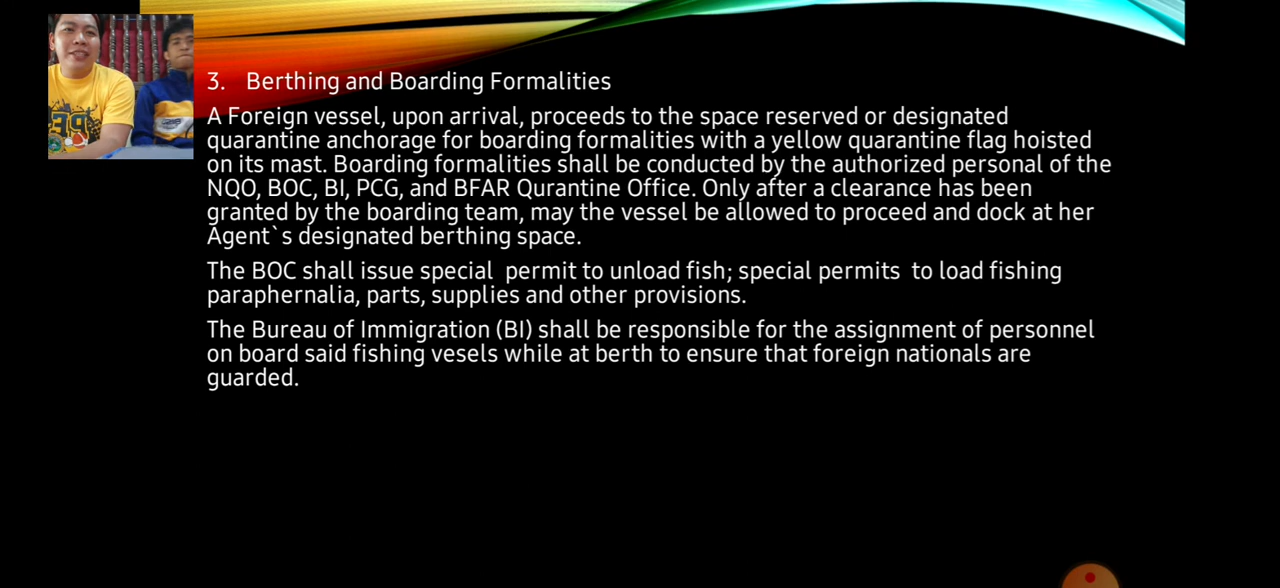 3. Berthing and Boarding Formalities
A Foreign vessel, upon arrival, proceeds to the space reserved or designated
quarantine anchorage for boarding formalities with a yellow quarantine flag hoisted
on its mast. Boarding formalities shall be conducted by the authorized personal of the
NQO, BOC, BI, PCG, and BFAR Qurantine Office. Only after a clearance has been
granted by the boarding team, may the vessel be allowed to proceed and dock at her
Agent`s designated berthing space.
The BOC shall issue special  permit to unload fish; special permits  to load fishing
paraphernalia, parts, supplies and other provisions.
The Bureau of Immigration (BI) shall be responsible for the assignment of personnel
on board said fishing vesels while at berth to ensure that foreign nationals are
guarded.